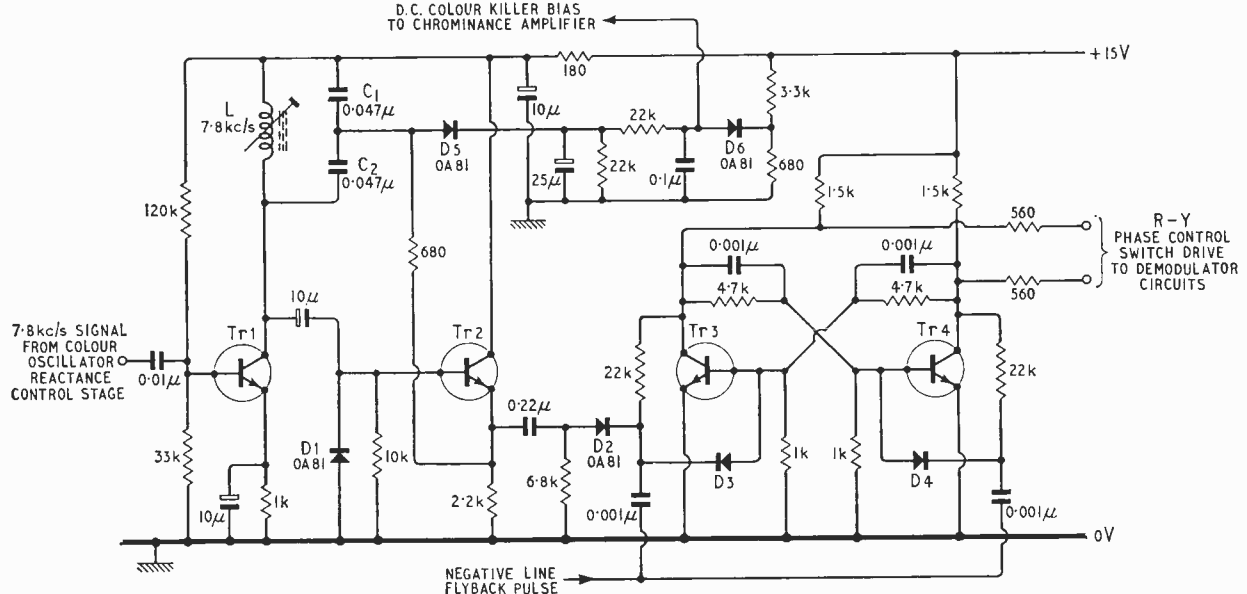 D.C. COLOUR KILLER BIAS
TO CHROMINANCE AMPLIFIER
+15V
180
L
7·8kc/s
C1
0·047μ
C2
0·047μ
D5
OA81
10μ
22k
25μ
22k
0·1μ
D6
OA81
3·3k
680
1·5k
1·5k
120k
680
560
560
R-Y
PHASE CONTROL
SWITCH DRIVE
TO DEMODULATOR
CIRCUITS
0·001μ
4·7k
0·001μ
4·7k
10μ
7·8kc/s SIGNAL
FROM COLOUR
OSCILLATOR
REACTANCE
CONTROL STAGE
0·01μ
Tr1
Tr2
Tr3
Tr4
22k
22k
0·22μ
D2
OA81
33k
D1
OA81
10k
6·8k
D3
1k
1k
D4
10μ
1k
2·2k
0·001μ
0·001μ
0V
NEGATIVE LINE
FLYBACK PULSE